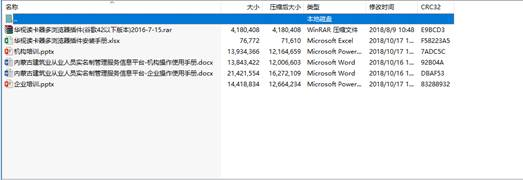 名称 大小 压缩后大小 类型 修改时间 CRC32
.. 本地磁盘
华视读卡器多浏览器插件(谷歌42以下版本)2016-7-15.rar 4,180,408 4,180,408 WinRAR 压缩文件 2018/8/9 10:48 E9BCD3
华视读卡器多浏览器插件安装手册.xlsx 76,772 71,610 Microsoft Excel ... 2018/10/17 1... F58223A5
机构培训.pptx 13,934,366 12,164,659 Microsoft Power... 2018/10/17 1... 7ADC5C
内蒙古建筑业从业人员实名制管理服务信息平台-机构操作使用手册.docx 13,843,422 12,006,603 Microsoft Word ... 2018/10/16 1... 92B04A
内蒙古建筑业从业人员实名制管理服务信息平台-企业操作使用手册.docx 21,421,554 16,272,109 Microsoft Word ... 2018/10/16 1... DBAF53
企业培训.pptx 14,418,834 12,664,234 Microsoft Power... 2018/10/17 1... 83288932